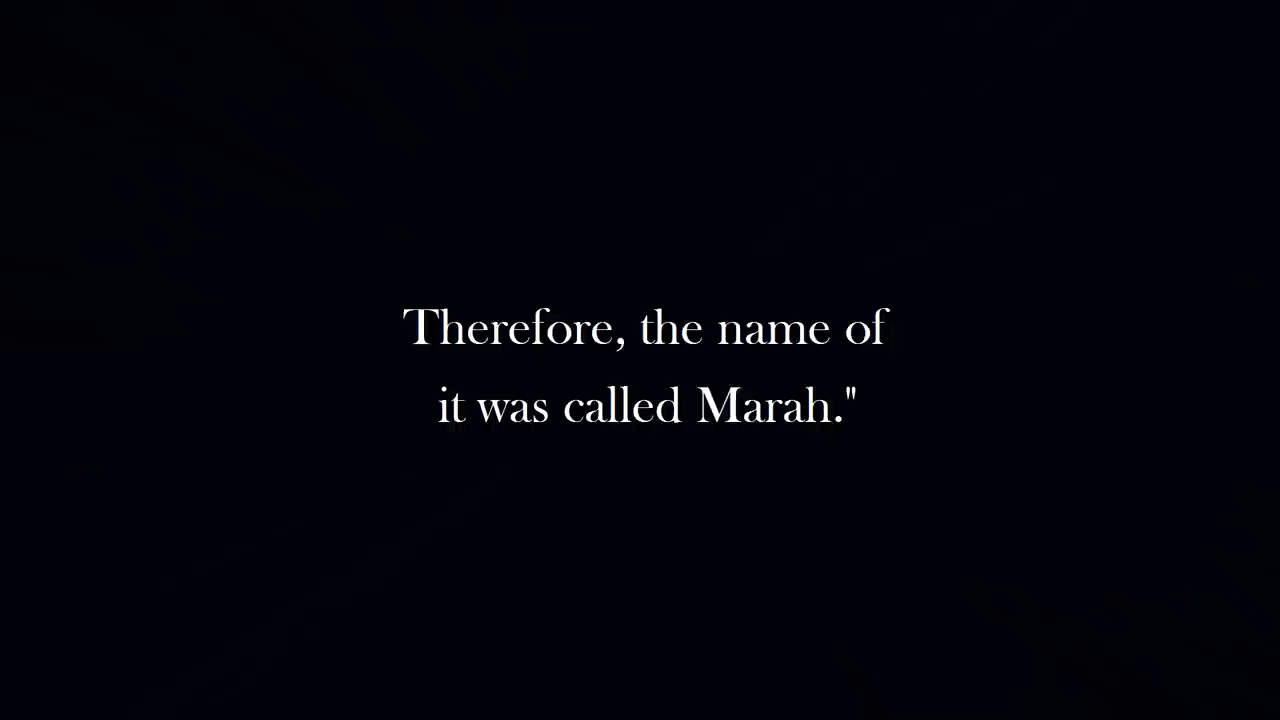 Therefore, the name of
it was called Marah."